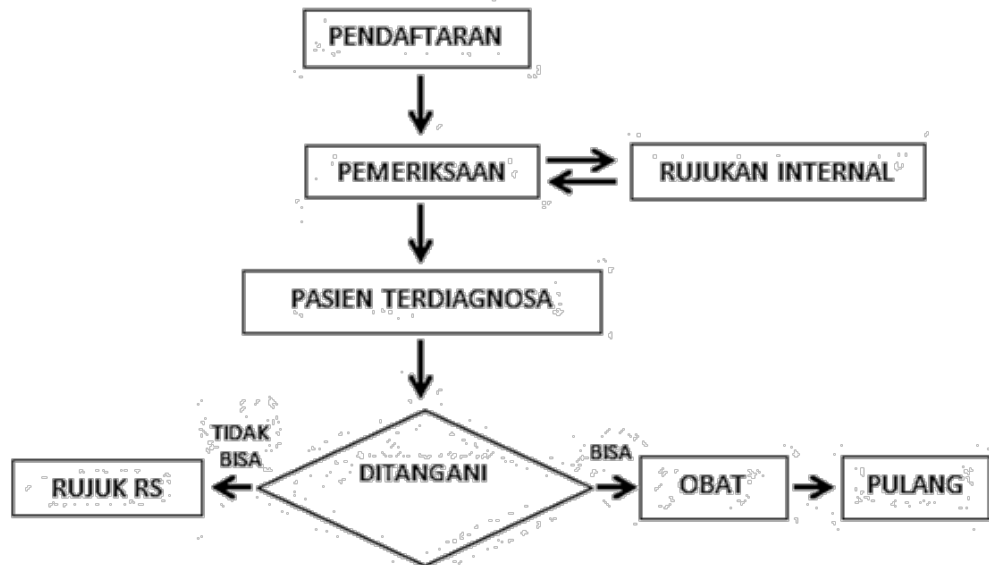 PENDAFTARAN
PEMERIKSAAN
RUJUKAN INTERNAL
PASIEN TERDIAGNOSA
TIDAK
BISA
DITANGANI
BISA
RUJUK RS
OBAT
PULANG